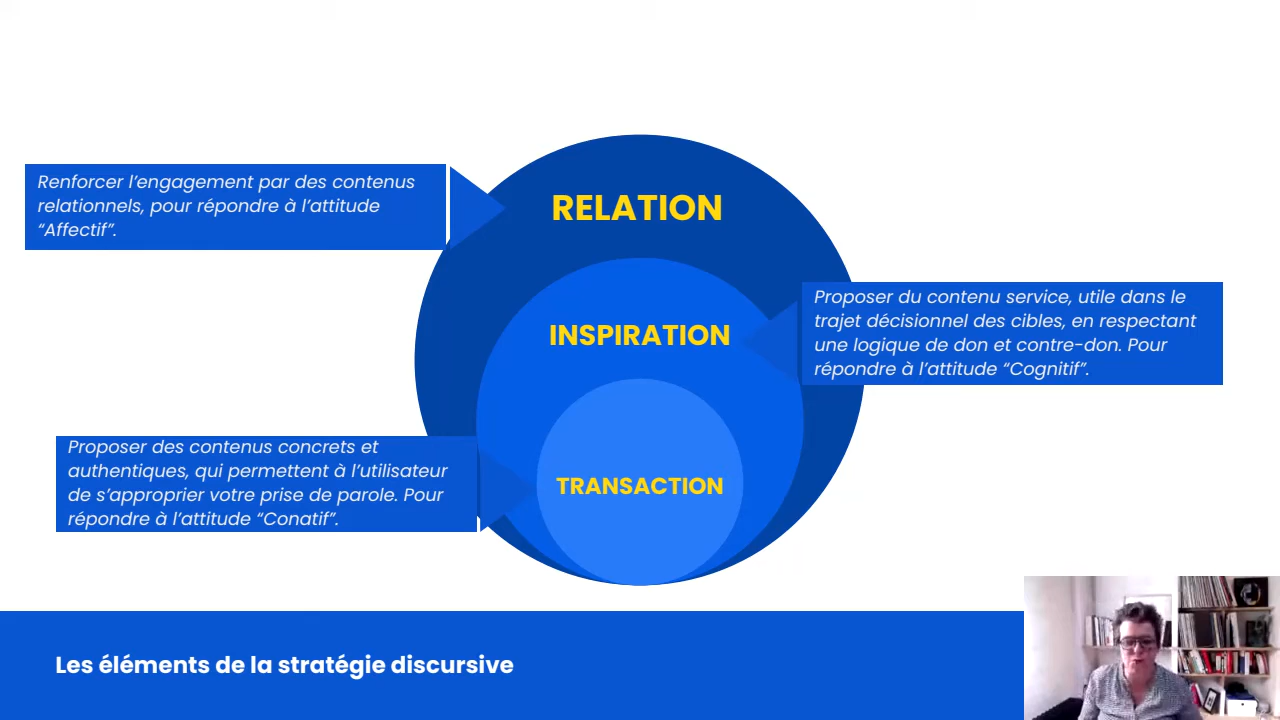 Renforcer l’engagement par des contenus
relationnels, pour répondre à l’attitude
“Affectif”.
RELATION
Proposer du contenu service, utile dans le
trajet décisionnel des cibles, en respectant
une logique de don et contre-don. Pour
répondre à l’attitude “Cognitif”.
INSPIRATION
Proposer des contenus concrets et
authentiques, qui permettent à l’utilisateur
de s’approprier votre prise de parole. Pour
répondre à l’attitude “Conatif”.
TRANSACTION
Les éléments de la stratégie discursive